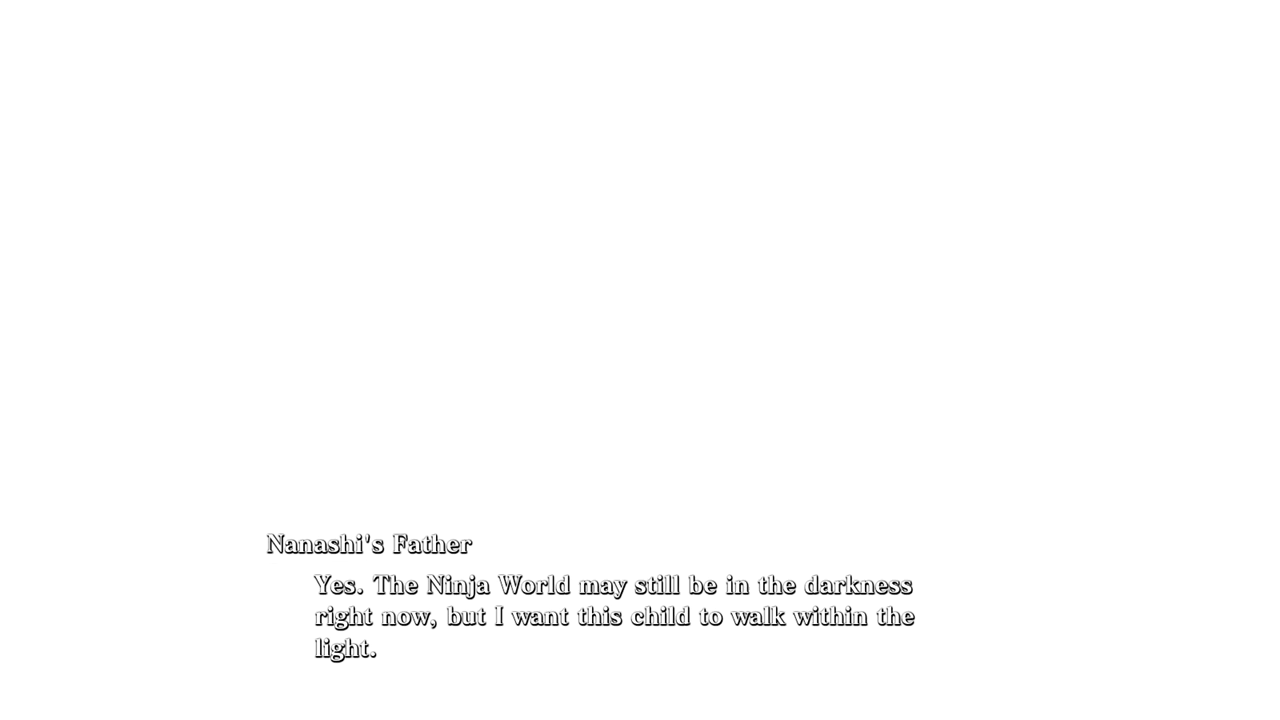 Nanashi's Father
Yes. The Ninja World may still be in the darkness
right now, but I want this child to walk within the
light.